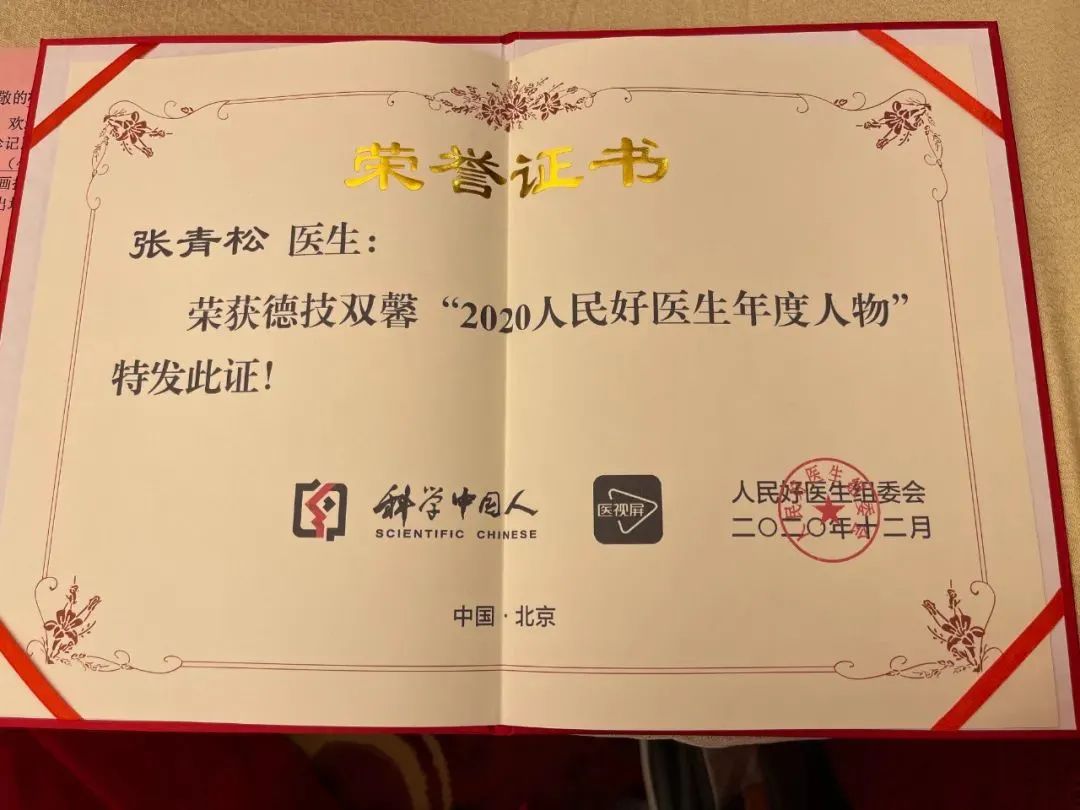 荣誉证书
张青松 医生：
荣获德技双馨“2020人民好医生年度人物”
特发此证！
科学中国人
SCIENTIFIC CHINESE
医视屏
人民好医生组委会
二〇二〇年十二月
中国·北京